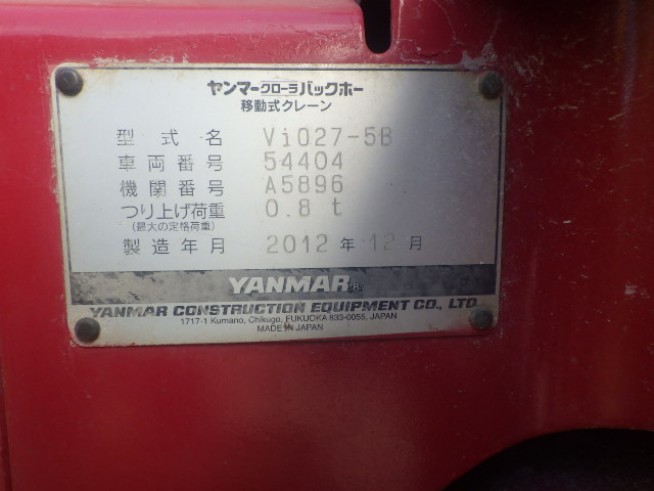 ヤンマークローラバックホー
移動式クレーン
型式名 ViO27-5B
車両番号 54404
機関番号 A5896
つり上げ荷重 0.8 t
(最大の定格荷重)
製造年月 2012 年 12 月
YANMAR®
YANMAR CONSTRUCTION EQUIPMENT CO., LTD.
1717-1 Kumano, Chikugo, FUKUOKA 833-0055, JAPAN
MADE IN JAPAN